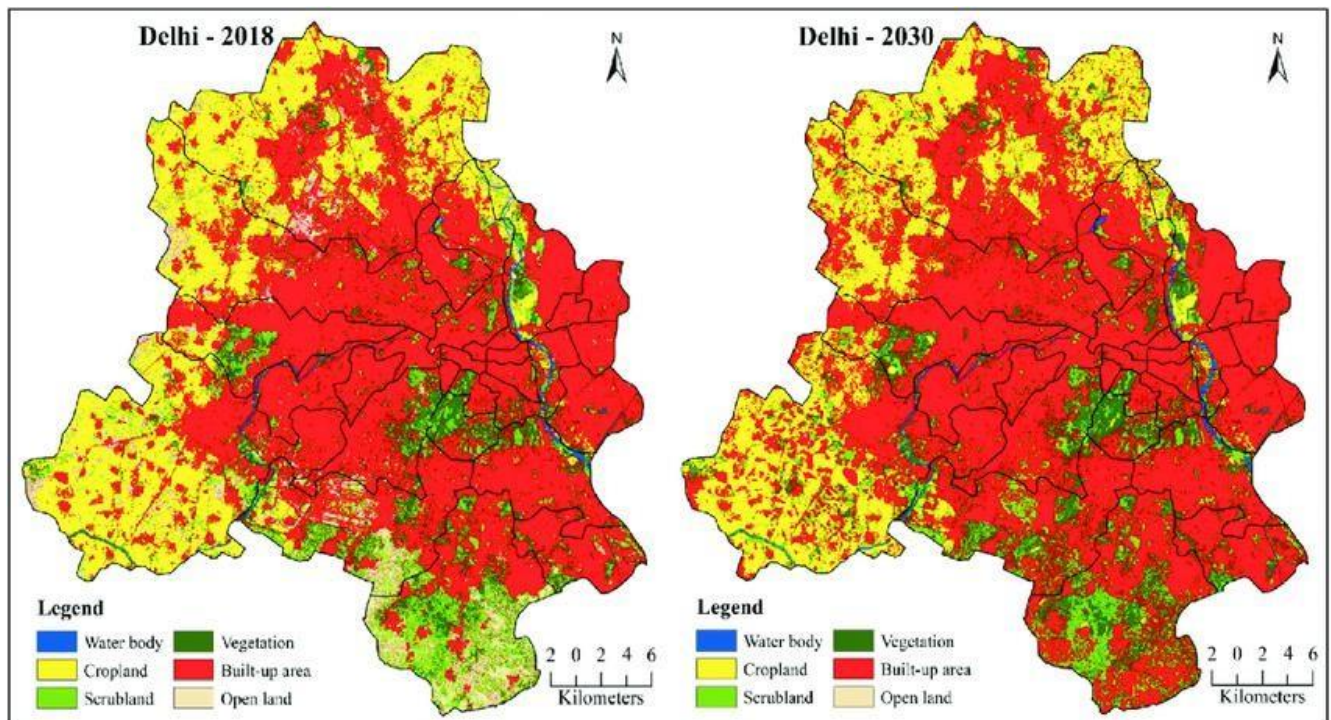 Delhi - 2018
N
Legend
Water body
Vegetation
Cropland
Built-up area
Scrubland
Open land
2 0 2 4 6
Kilometers
Delhi - 2030
N
Legend
Water body
Vegetation
Cropland
Built-up area
Scrubland
Open land
2 0 2 4 6
Kilometers